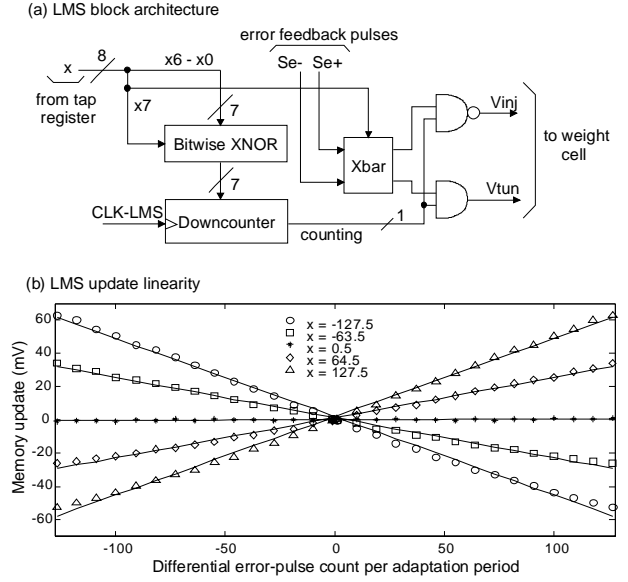 (a) LMS block architecture
error feedback pulses
Se- Se+
x
8
x6 - x0
from tap
register
x7
7
Bitwise XNOR
7
Xbar
Vinj
to weight
cell
Vtun
CLK-LMS
Downcounter
counting
1
(b) LMS update linearity
Memory update (mV)
60
40
20
0
-20
-40
-60
x = -127.5
x = -63.5
x = 0.5
x = 64.5
x = 127.5
-100
-50
0
50
100
Differential error-pulse count per adaptation period